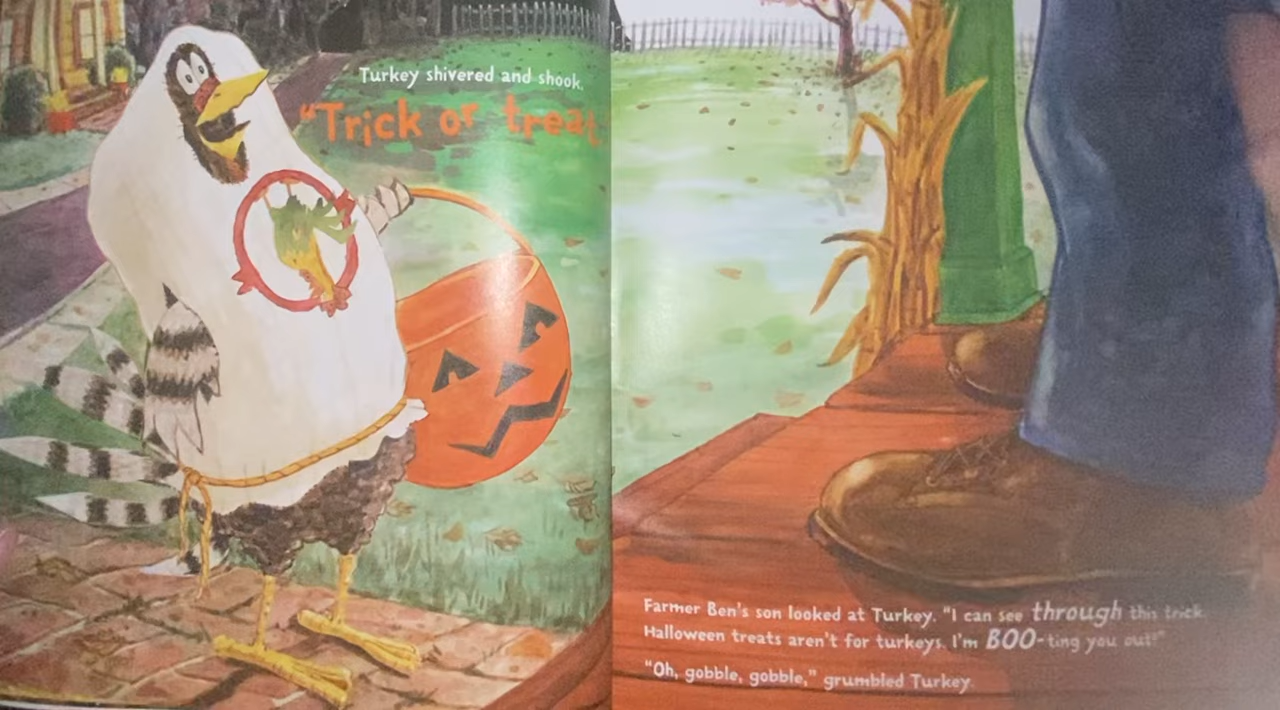 Turkey shivered and shook.
"Trick or treat
Farmer Ben's son looked at Turkey. "I can see through this trick.
Halloween treats aren't for turkeys. I'm BOO-ting you out!"
"Oh, gobble, gobble," grumbled Turkey.